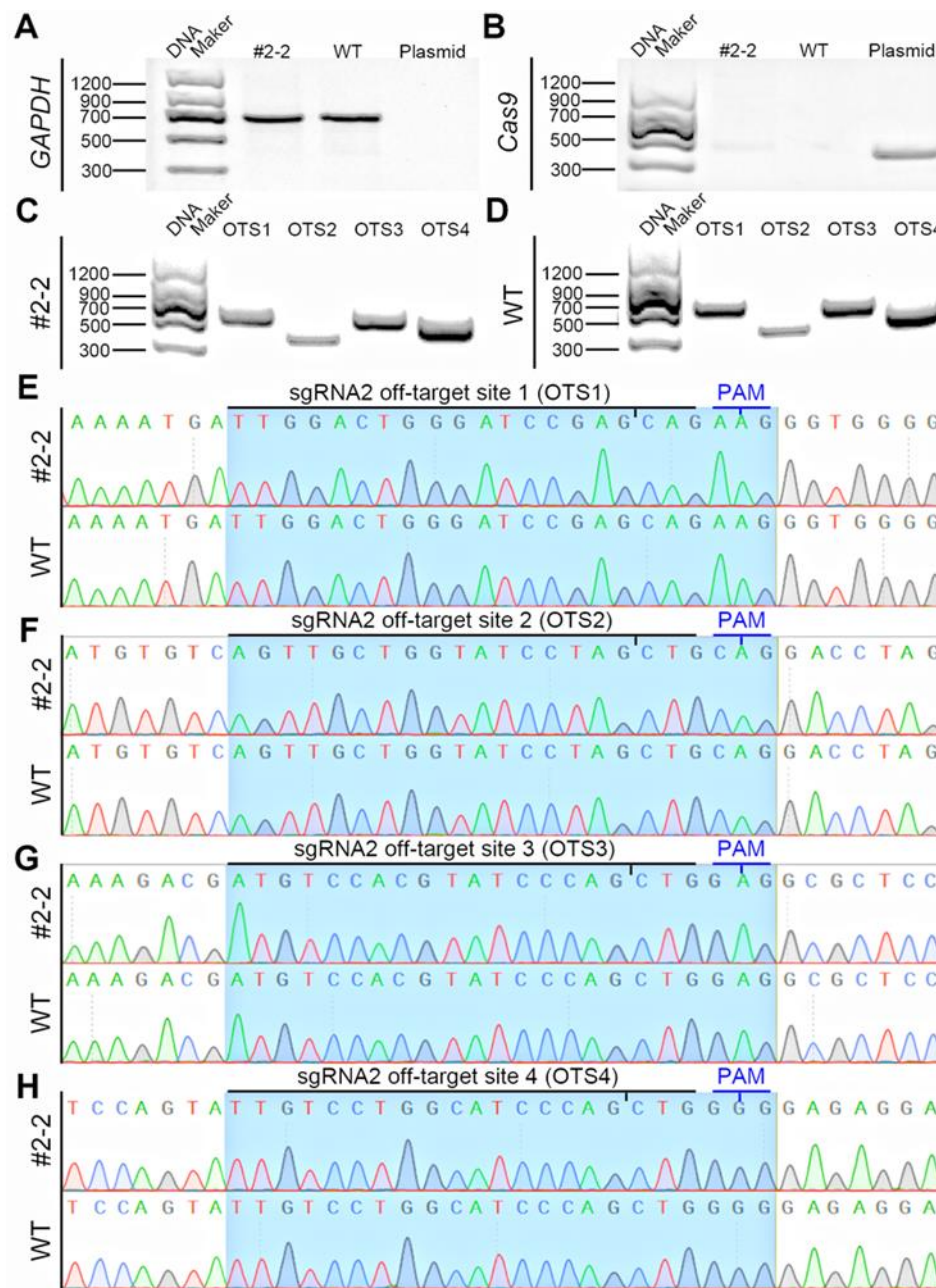 A
DNA Maker
#2-2
WT
Plasmid
GAPDH
1200
900
700
500
300
B
DNA Maker
#2-2
WT
Plasmid
Cas9
1200
900
700
500
300
C
DNA Maker
OTS1 OTS2 OTS3 OTS4
#2-2
1200
900
700
500
300
D
DNA Maker
OTS1 OTS2 OTS3 OTS4
WT
1200
900
700
500
300
E
sgRNA2 off-target site 1 (OTS1) PAM
#2-2
A A A A T G A T T G G A C T G G G A T C C G A G C A G A A G G G T G G G G
WT
A A A A T G A T T G G A C T G G G A T C C G A G C A G A A G G G T G G G G
F
sgRNA2 off-target site 2 (OTS2) PAM
#2-2
A T G T G T C A G T T G C T G G T A T C C T A G C T G C A G G A C C T A G
WT
A T G T G T C A G T T G C T G G T A T C C T A G C T G C A G G A C C T A G
G
sgRNA2 off-target site 3 (OTS3) PAM
#2-2
A A A G A C G A T G T C C A C G T A T C C C A G C T G G A G G C G C T C C
WT
A A A G A C G A T G T C C A C G T A T C C C A G C T G G A G G C G C T C C
H
sgRNA2 off-target site 4 (OTS4) PAM
#2-2
T C C A G T A T T G T C C T G G C A T C C C A G C T G G G G G A G A G G A
WT
T C C A G T A T T G T C C T G G C A T C C C A G C T G G G G G A G A G G A